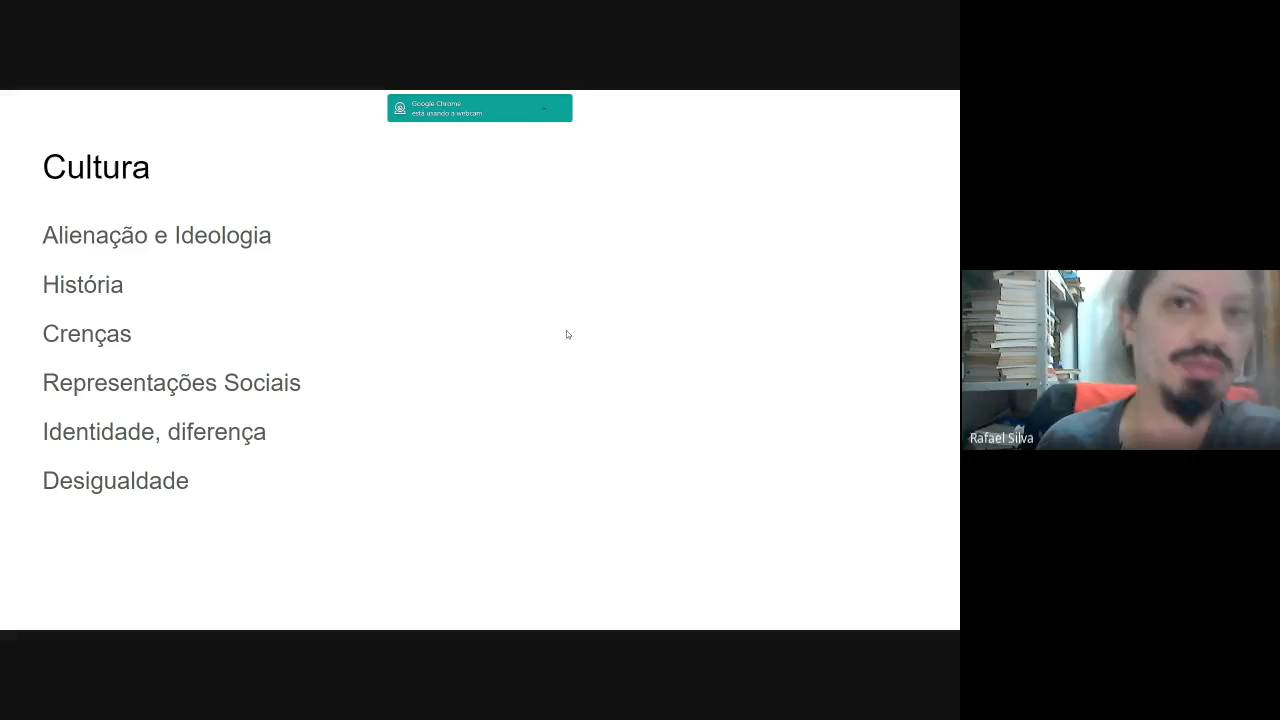 Google Chrome
está usando a webcam
Cultura
Alienação e Ideologia
História
Crenças
Representações Sociais
Identidade, diferença
Desigualdade
Rafael Silva